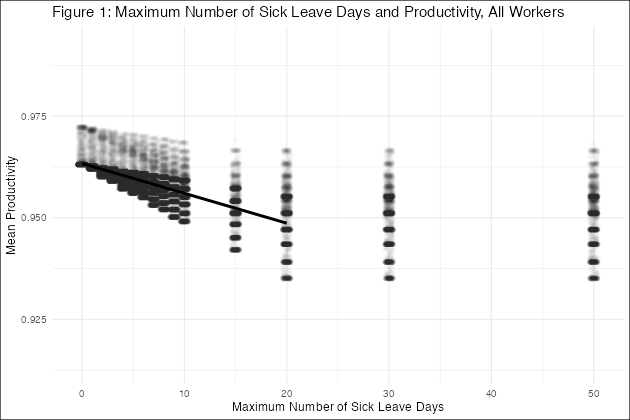 Figure 1: Maximum Number of Sick Leave Days and Productivity, All Workers
0.975
0.950
0.925
Mean Productivity
0 10 20 30 40 50
Maximum Number of Sick Leave Days